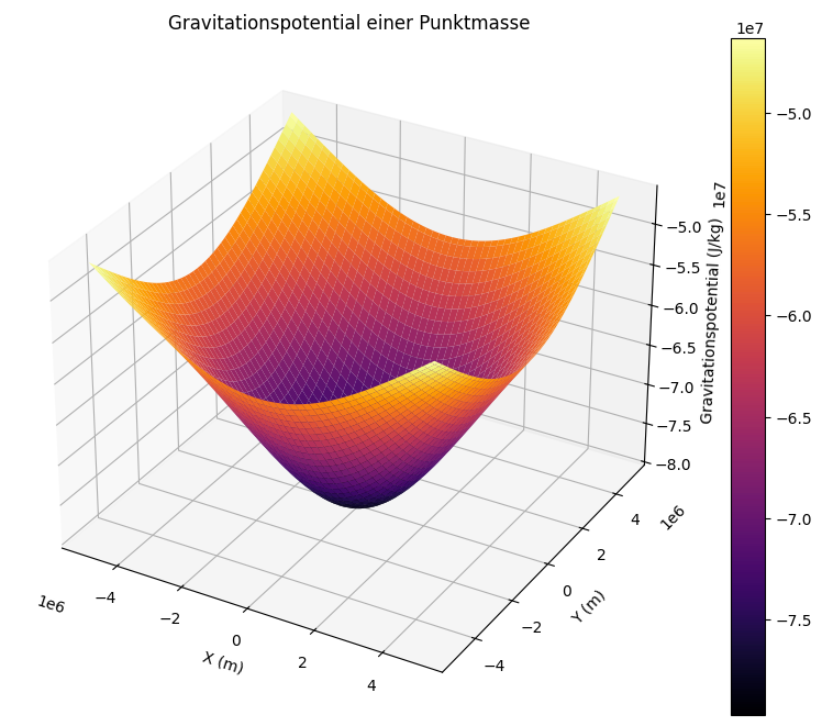 Gravitationspotential einer Punktmasse
1e7
−5.0
−5.5
−6.0
−6.5
−7.0
−7.5
1e7
Gravitationspotential (J/kg)
−5.0
−5.5
−6.0
−6.5
−7.0
−7.5
−8.0
1e6
−4
−2
0
2
4
X (m)
1e6
4
2
0
−2
−4
Y (m)